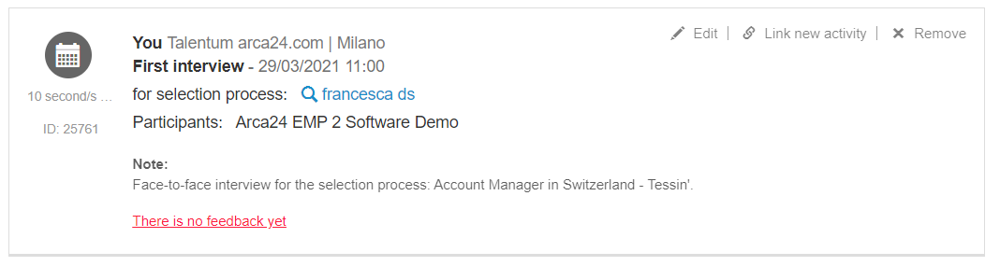 You Talentum arca24.com | Milano
Edit | Link new activity | Remove
First interview - 29/03/2021 11:00
10 second/s ...
for selection process: francesca ds
ID: 25761
Participants: Arca24 EMP 2 Software Demo
Note:
Face-to-face interview for the selection process: Account Manager in Switzerland - Tessin'.
There is no feedback yet